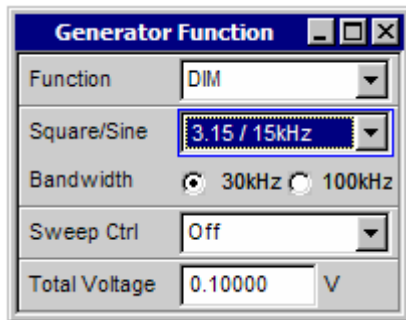 Generator Function
Function DIM
Square/Sine 3.15 / 15kHz
Bandwidth 30kHz 100kHz
Sweep Ctrl Off
Total Voltage 0.10000 V